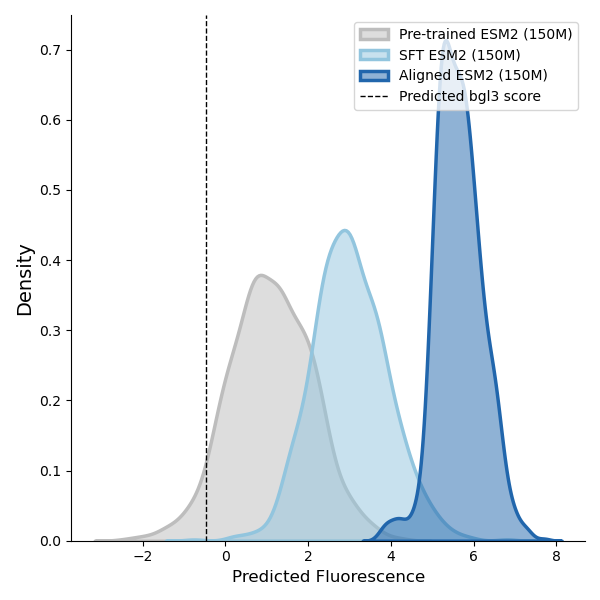 Pre-trained ESM2 (150M)
SFT ESM2 (150M)
Aligned ESM2 (150M)
Predicted bgl3 score
Density
0.7
0.6
0.5
0.4
0.3
0.2
0.1
0.0
−2 0 2 4 6 8
Predicted Fluorescence